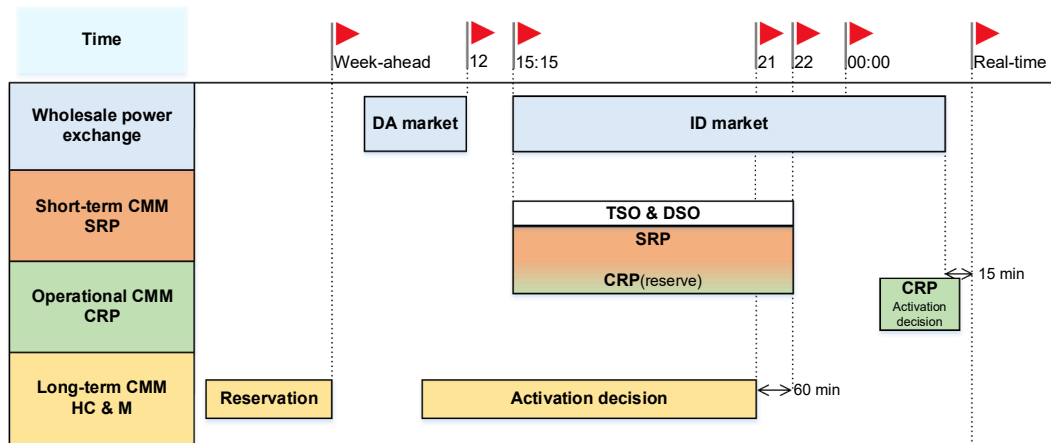 Time
Week-ahead
12
15:15
21
22
00:00
Real-time
Wholesale power
exchange
DA market
ID market
Short-term CMM
SRP
TSO & DSO
SRP
CRP(reserve)
Operational CMM
CRP
15 min
CRP
Activation
decision
Long-term CMM
HC & M
Reservation
Activation decision
60 min